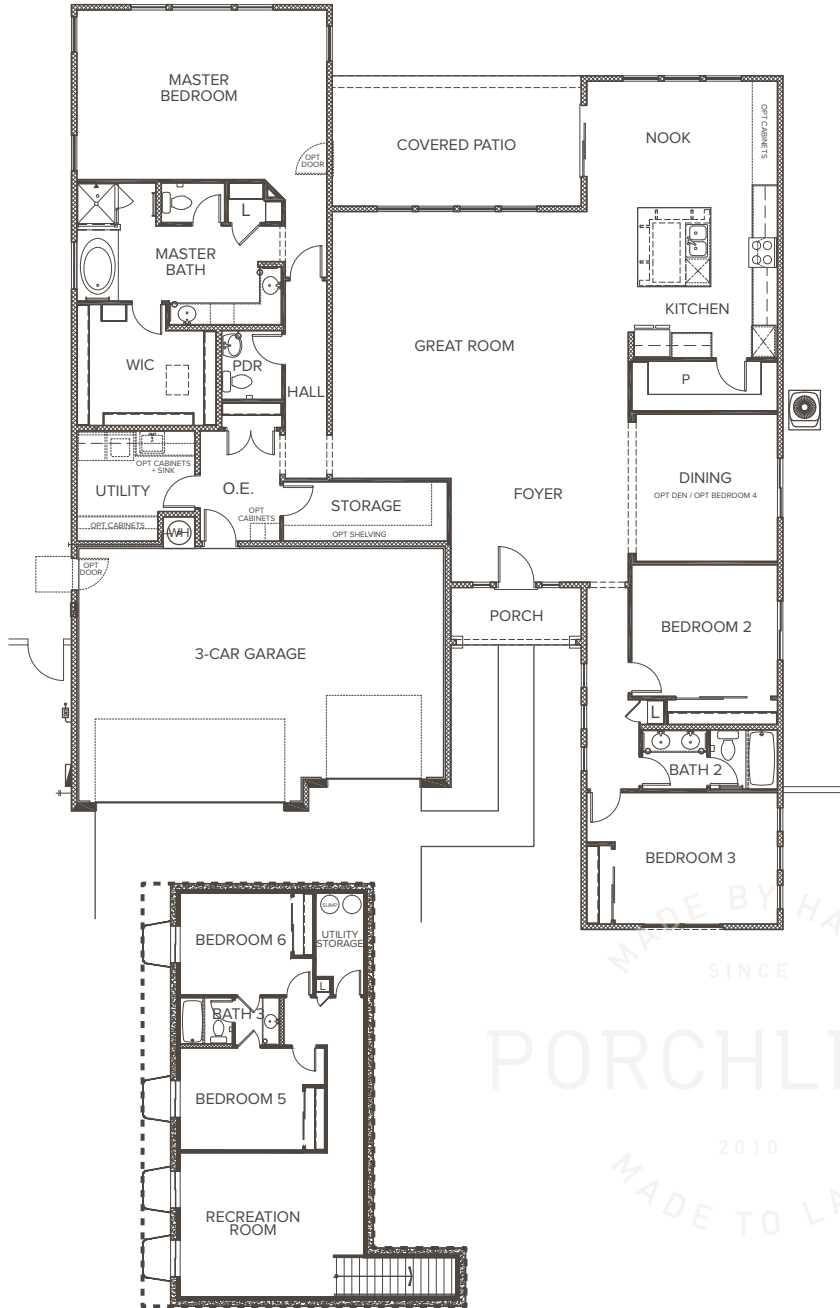 MASTER
BEDROOM
OPT
DOOR
COVERED PATIO
NOOK
OPT CABINETS
L
MASTER
BATH
KITCHEN
GREAT ROOM
WIC
PDR
HALL
P
DINING
OPT DEN / OPT BEDROOM 4
OPT CABINETS
+ SINK
UTILITY
O.E.
OPT CABINETS
OPT
CABINETS
WH
STORAGE
OPT SHELVING
FOYER
OPT
DOOR
PORCH
BEDROOM 2
3-CAR GARAGE
L
BATH 2
BEDROOM 3
BEDROOM 6
SUMP
UTILITY
STORAGE
L
BATH 3
BEDROOM 5
RECREATION
ROOM
MADE BY HA
SINCE
PORCHLI
2010
MADE TO LA